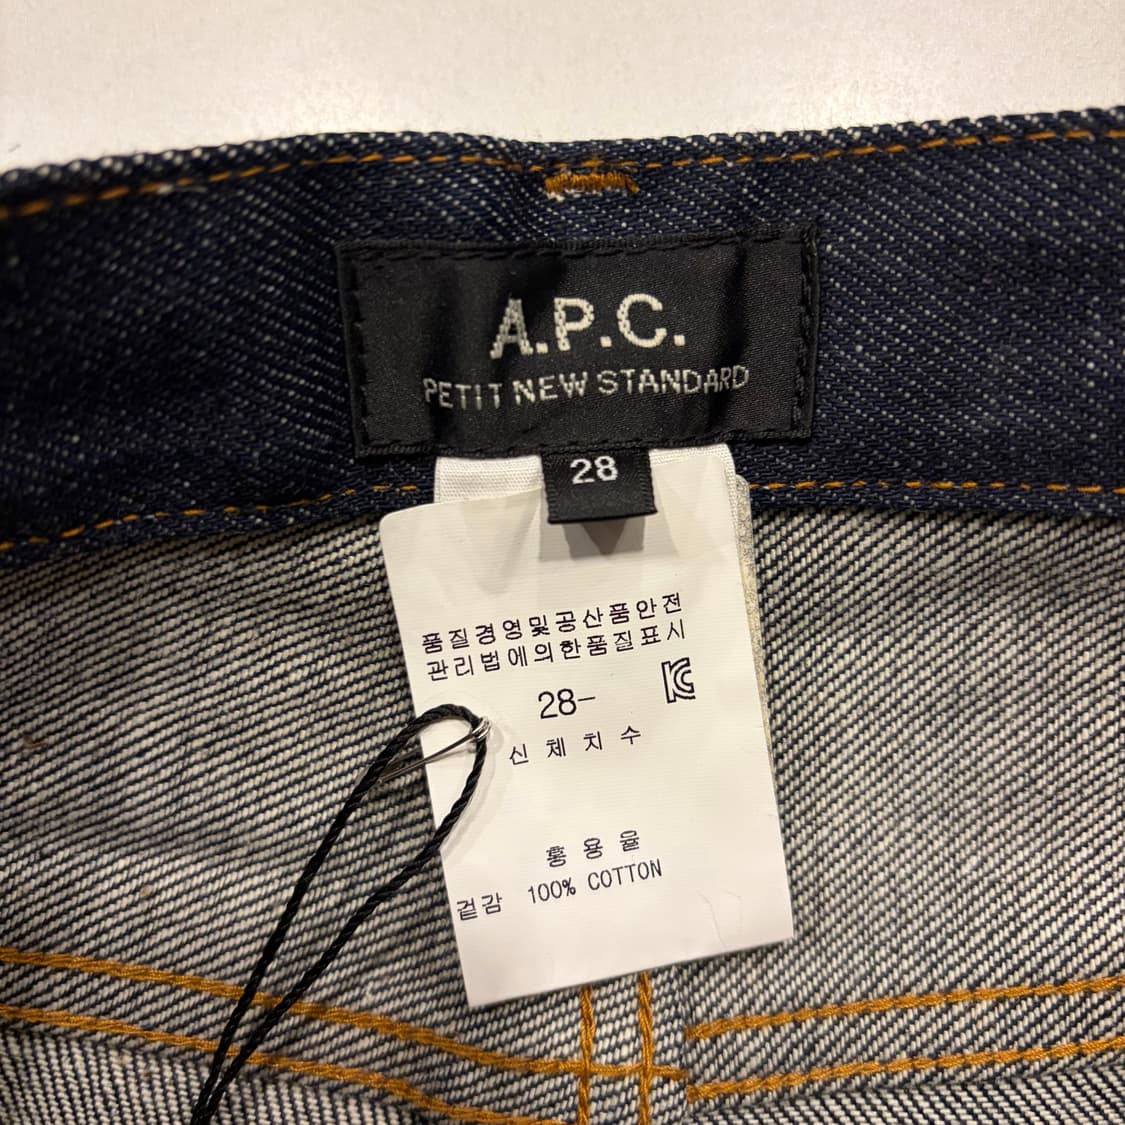 A.P.C.
PETIT NEW STANDARD
28
품질경영및공산품안전
관리법에의한품질표시
28-
신체치수
홍용율
겉감 100% COTTON